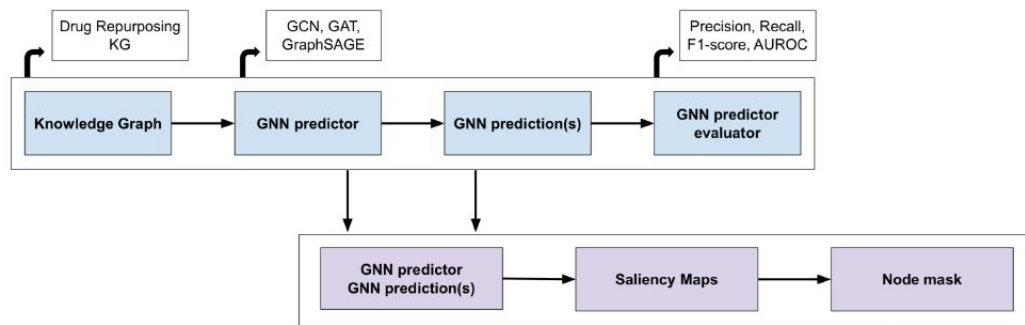 Drug Repurposing
KG
GCN, GAT,
GraphSAGE
Precision, Recall,
F1-score, AUROC
Knowledge Graph
GNN predictor
GNN prediction(s)
GNN predictor
evaluator
GNN predictor
GNN prediction(s)
Saliency Maps
Node mask